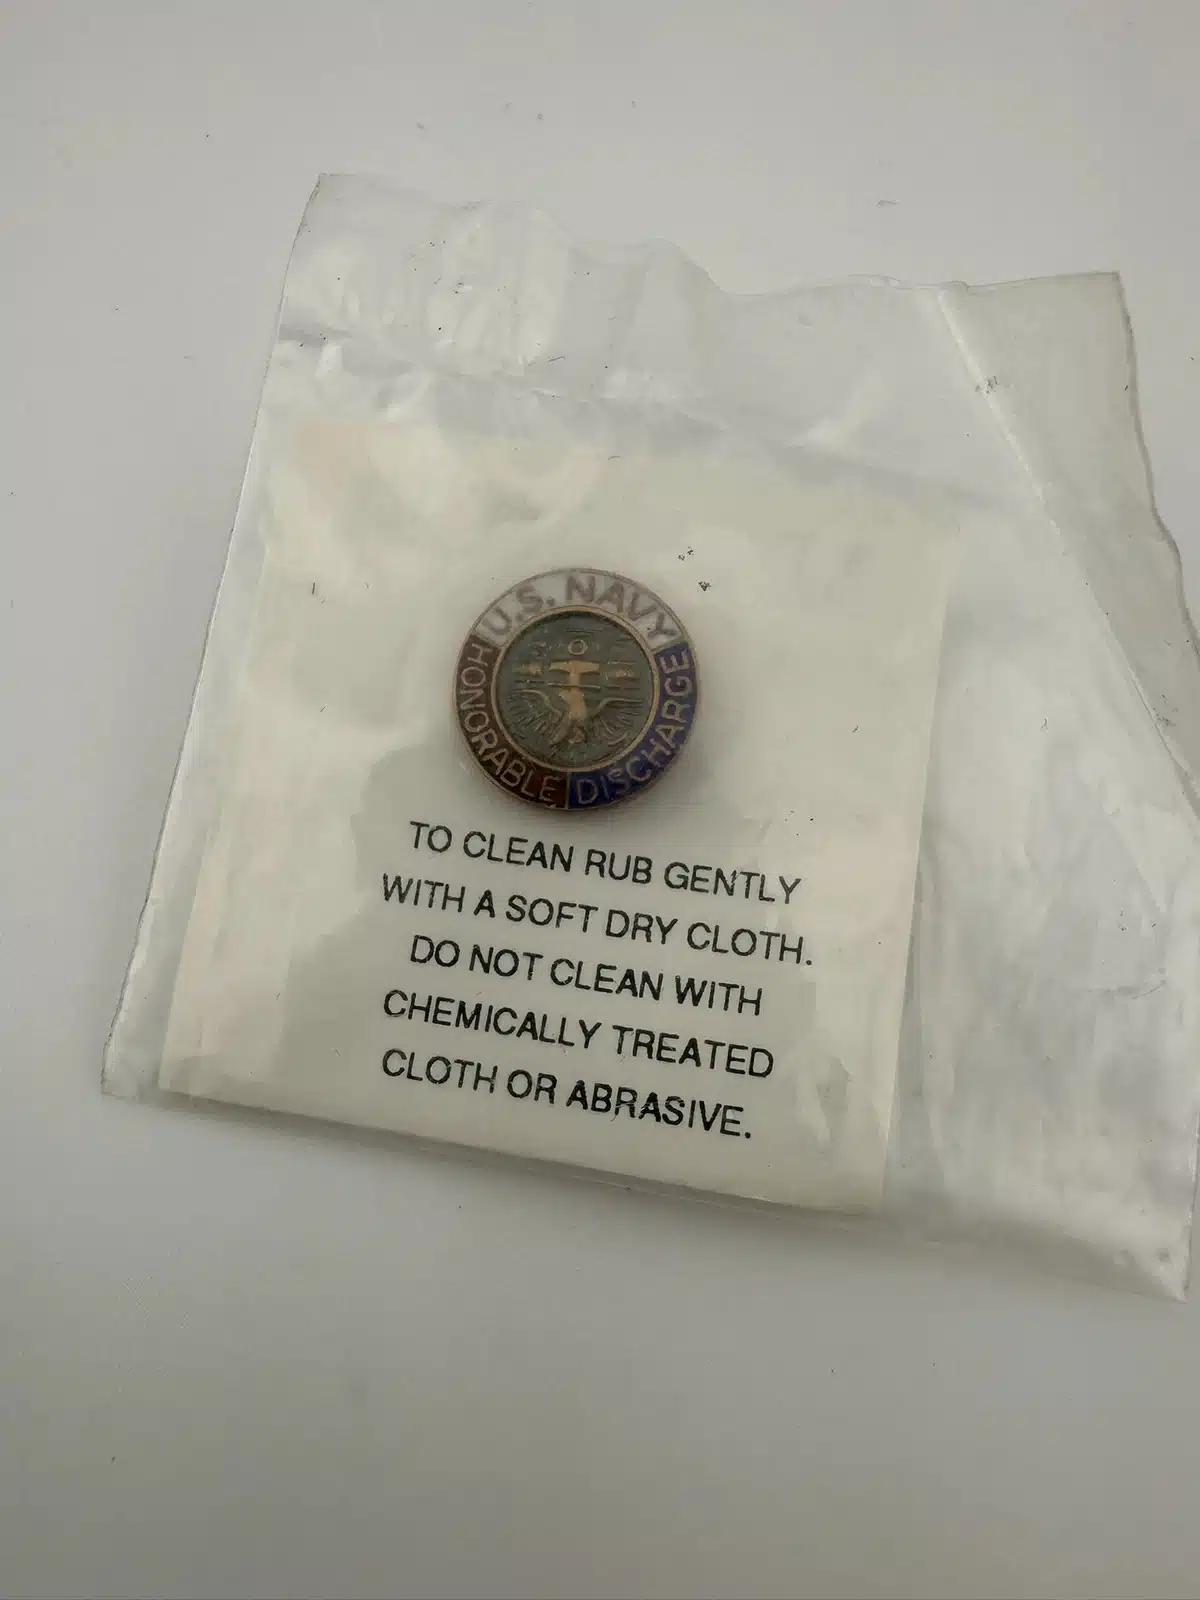 U.S. NAVY
HONORABLE DISCHARGE
TO CLEAN RUB GENTLY
WITH A SOFT DRY CLOTH.
DO NOT CLEAN WITH
CHEMICALLY TREATED
CLOTH OR ABRASIVE.